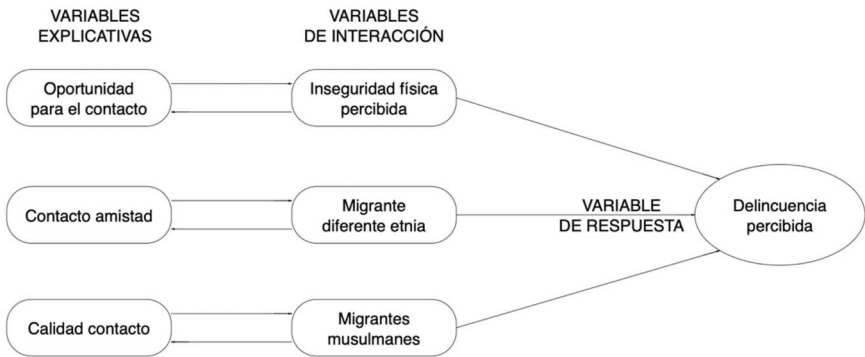 VARIABLES
EXPLICATIVAS
VARIABLES
DE INTERACCIÓN
Oportunidad
para el contacto
Inseguridad física
percibida
Contacto amistad
Migrante
diferente etnia
VARIABLE
DE RESPUESTA
Delincuencia
percibida
Calidad contacto
Migrantes
musulmanes